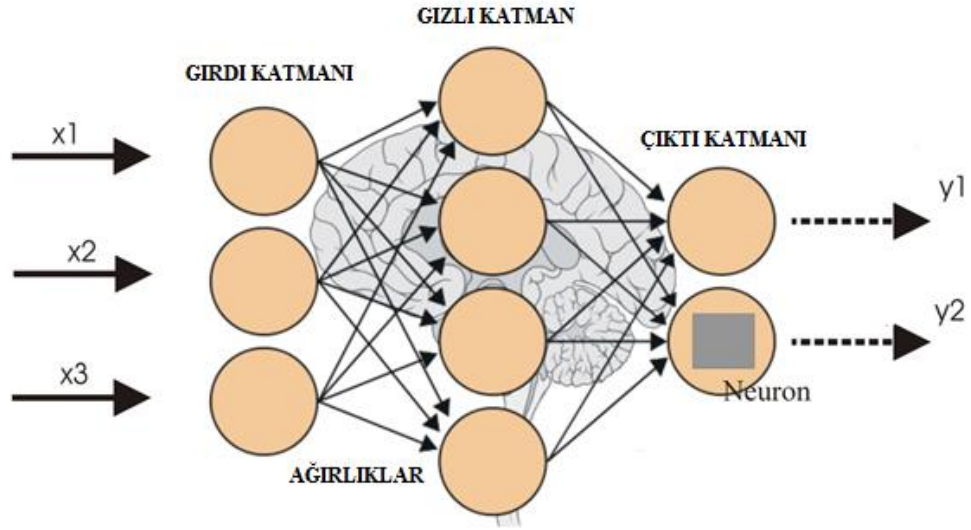 GIZLI KATMAN
GIRDI KATMANI
x1
ÇIKTI KATMANI
y1
x2
y2
x3
Neuron
AĞIRLIKLAR